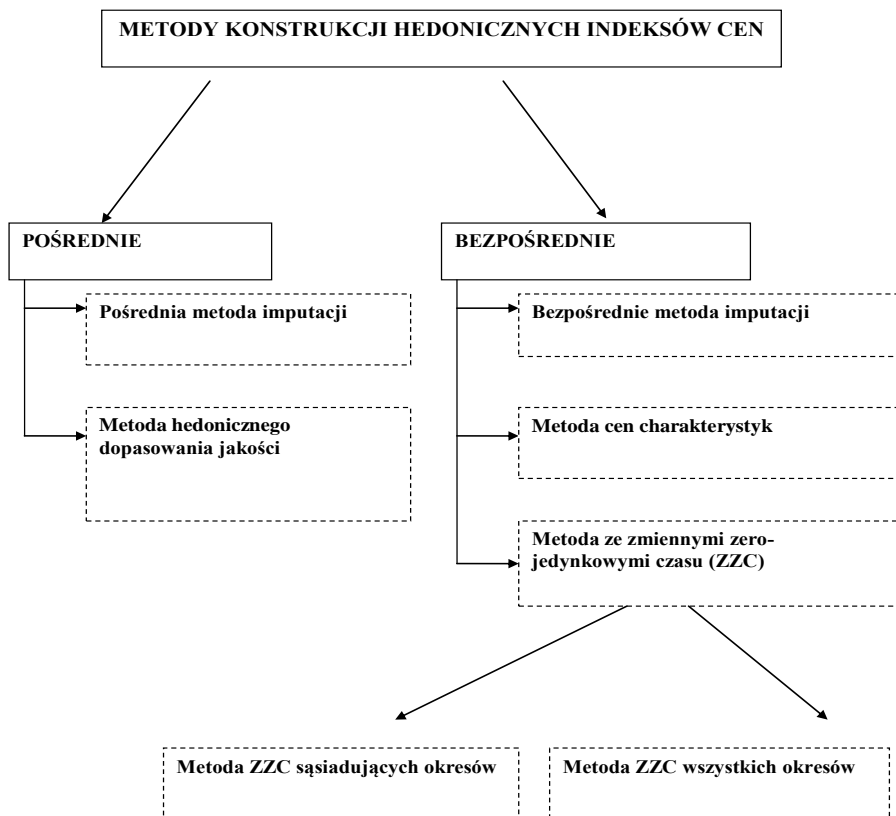 METODY KONSTRUKCJI HEDONICZNYCH INDEKSÓW CEN
POŚREDNIE
Pośrednia metoda imputacji
Metoda hedonicznego
dopasowania jakości
BEZPOŚREDNIE
Bezpośrednie metoda imputacji
Metoda cen charakterystyk
Metoda ze zmiennymi zero-
jedynkowymi czasu (ZZC)
Metoda ZZC sąsiadujących okresów
Metoda ZZC wszystkich okresów